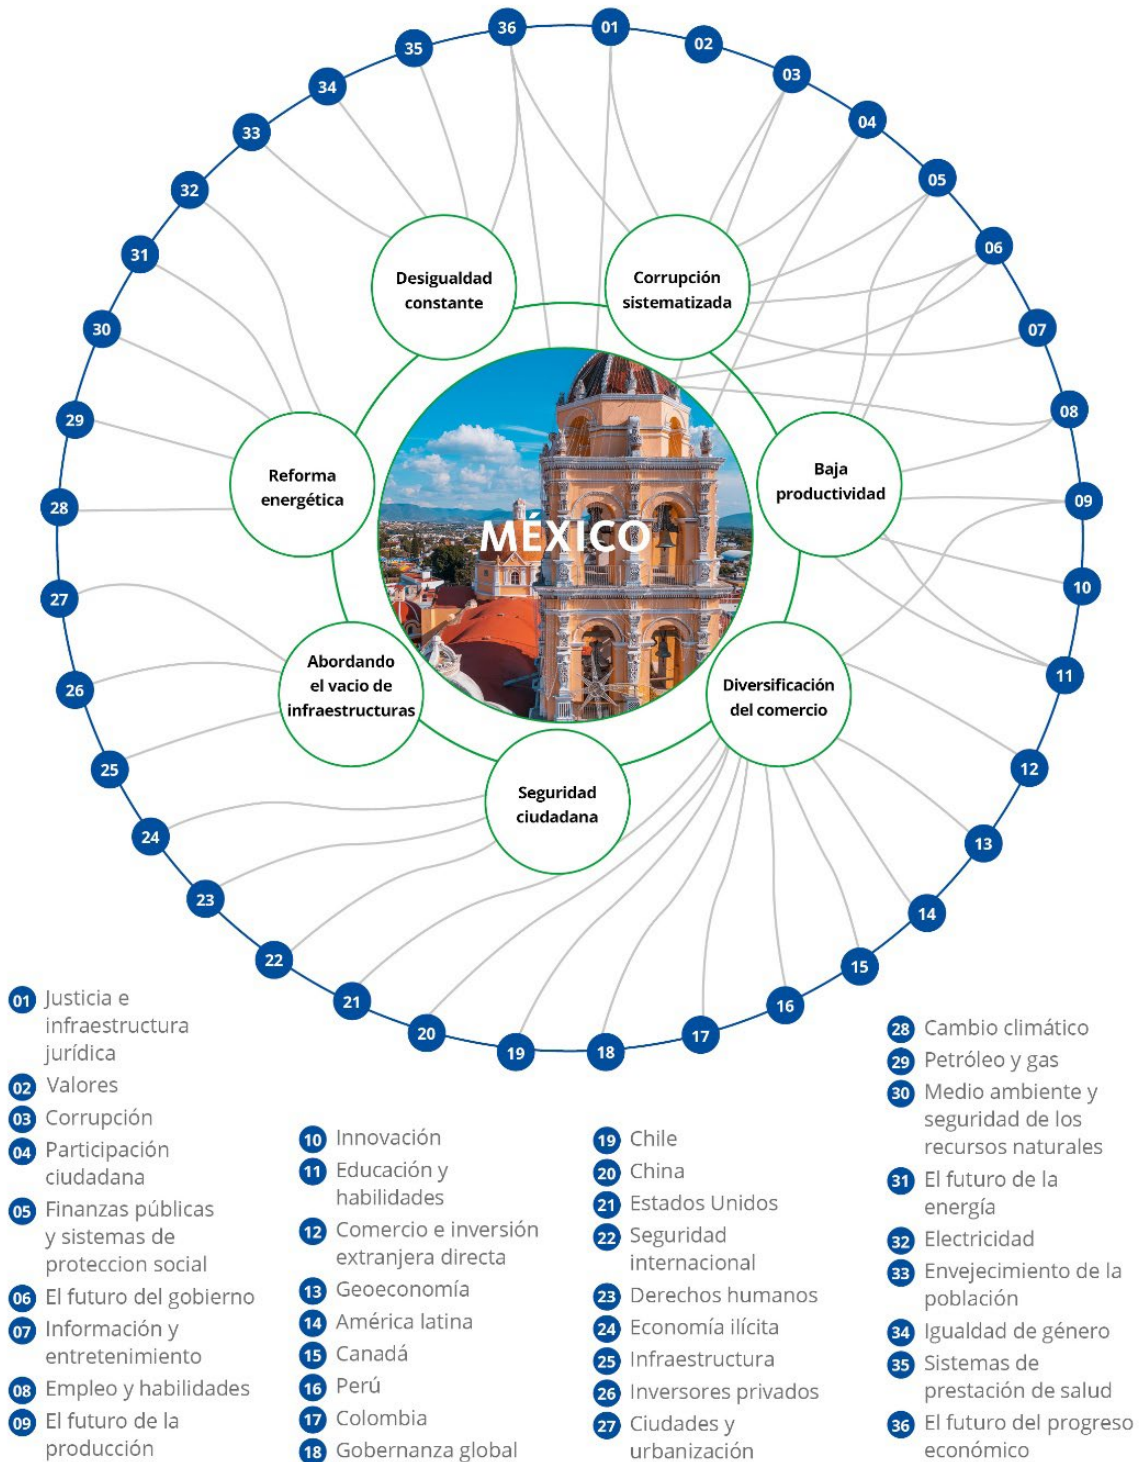 36
01
35
02
34
03
04
33
05
32
06
31
07
30
08
29
09
28
10
27
11
26
12
25
13
24
14
23
15
22
16
21
17
20
18
19
Desigualdad
constante
Corrupción
sistematizada
Reforma
energética
Baja
productividad
MÉXICO
Abordando
el vacio de
infraestructuras
Diversificación
del comercio
Seguridad
ciudadana
01 Justicia e
infraestructura
jurídica
02 Valores
03 Corrupción
04 Participación
ciudadana
05 Finanzas públicas
y sistemas de
proteccion social
06 El futuro del gobierno
07 Información y
entretenimiento
08 Empleo y habilidades
09 El futuro de la
producción
10 Innovación
11 Educación y
habilidades
12 Comercio e inversión
extranjera directa
13 Geoeconomía
14 América latina
15 Canadá
16 Perú
17 Colombia
18 Gobernanza global
19 Chile
20 China
21 Estados Unidos
22 Seguridad
internacional
23 Derechos humanos
24 Economía ilícita
25 Infraestructura
26 Inversores privados
27 Ciudades y
urbanización
28 Cambio climático
29 Petróleo y gas
30 Medio ambiente y
seguridad de los
recursos naturales
31 El futuro de la
energía
32 Electricidad
33 Envejecimiento de la
población
34 Igualdad de género
35 Sistemas de
prestación de salud
36 El futuro del progreso
económico